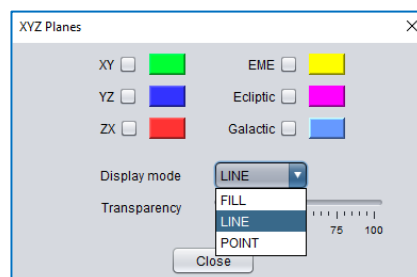 XYZ Planes
XY EME
YZ Ecliptic
ZX Galactic
Display mode LINE
FILL
Transparency
LINE
75 100
POINT
Close